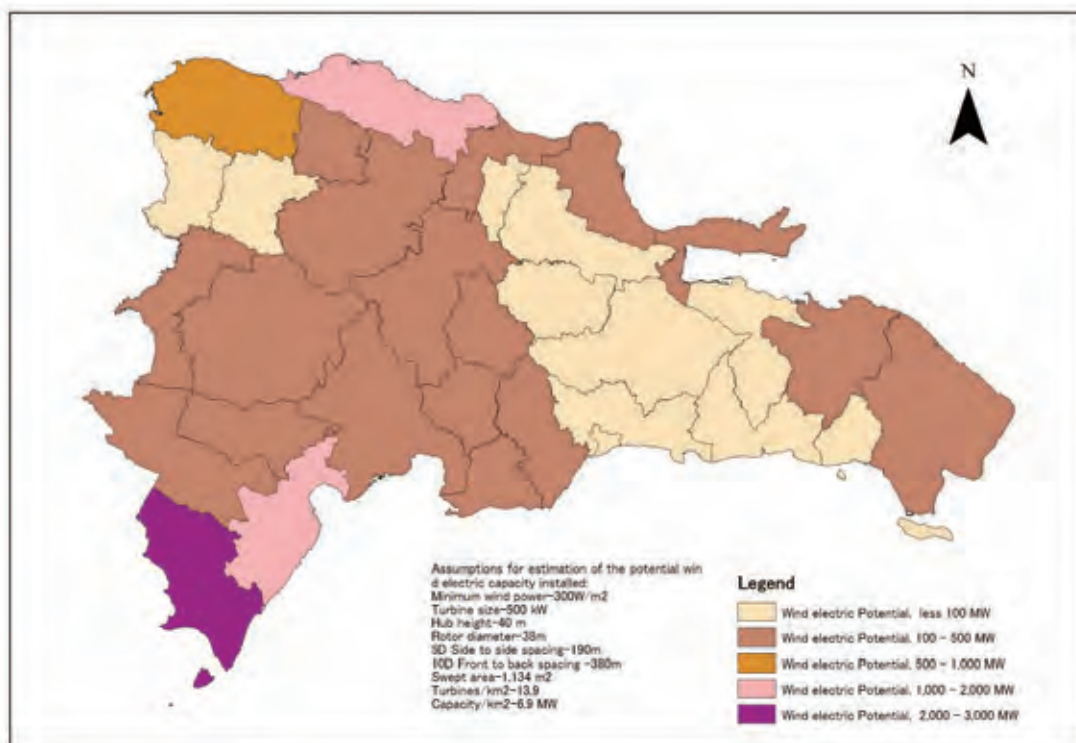 N
Assumptions for estimation of the potential win
d electric capacity installed:
Minimum wind power-300W/m2
Turbine size-500 kW
Hub height-40 m
Rotor diameter-38m
5D Side to side spacing-190m
10D Front to back spacing -380m
Swept area-1,134 m2
Turbines/km2-13.9
Capacity/km2-6.9 MW
Legend
Wind electric Potential, less 100 MW
Wind electric Potential, 100 - 500 MW
Wind electric Potential, 500 - 1,000 MW
Wind electric Potential, 1,000 - 2,000 MW
Wind electric Potential, 2,000 - 3,000 MW